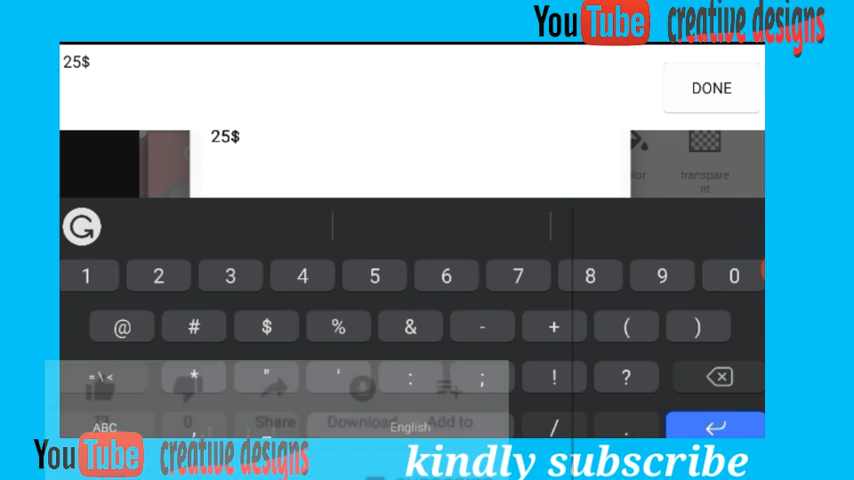 YouTube creative designs
25$
DONE
25$
transpare
nt
G
1 2 3 4 5 6 7 8 9 0
@ # $ % & - + ( )
=\< * " ' : ; ! ?
Share Download Add to
ABC , _ English / .
YouTube creative designs
kindly subscribe